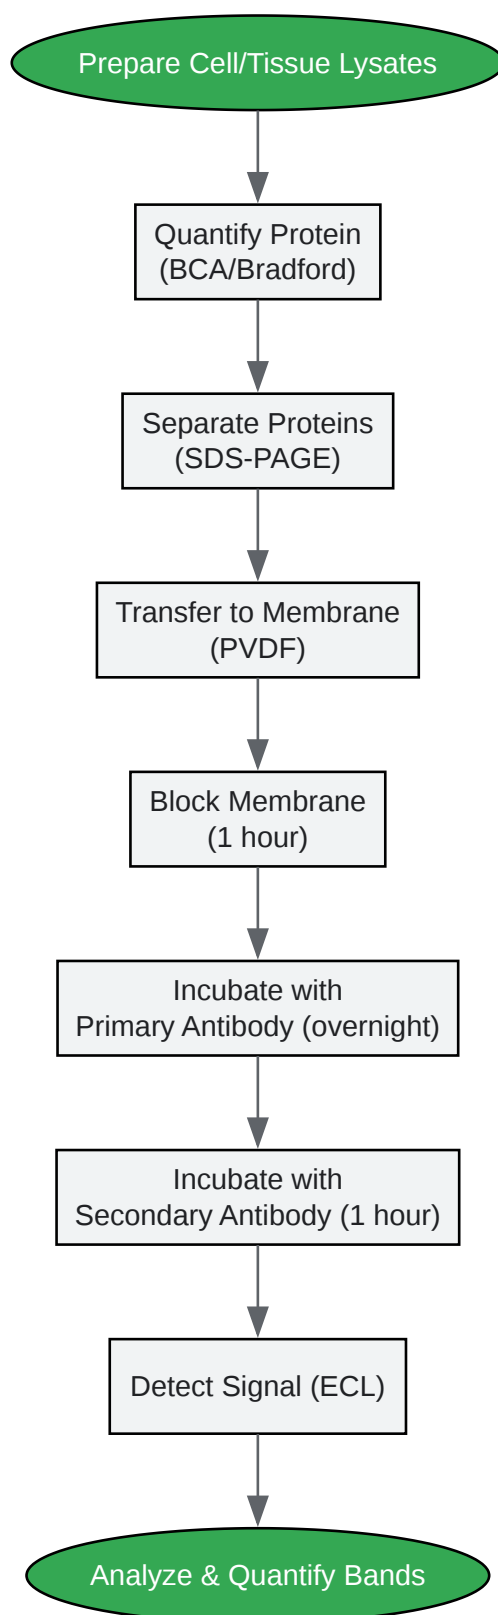 Prepare Cell/Tissue Lysates
Quantify Protein
(BCA/Bradford)
Separate Proteins
(SDS-PAGE)
Transfer to Membrane
(PVDF)
Block Membrane
(1 hour)
Incubate with
Primary Antibody (overnight)
Incubate with
Secondary Antibody (1 hour)
Detect Signal (ECL)
Analyze & Quantify Bands